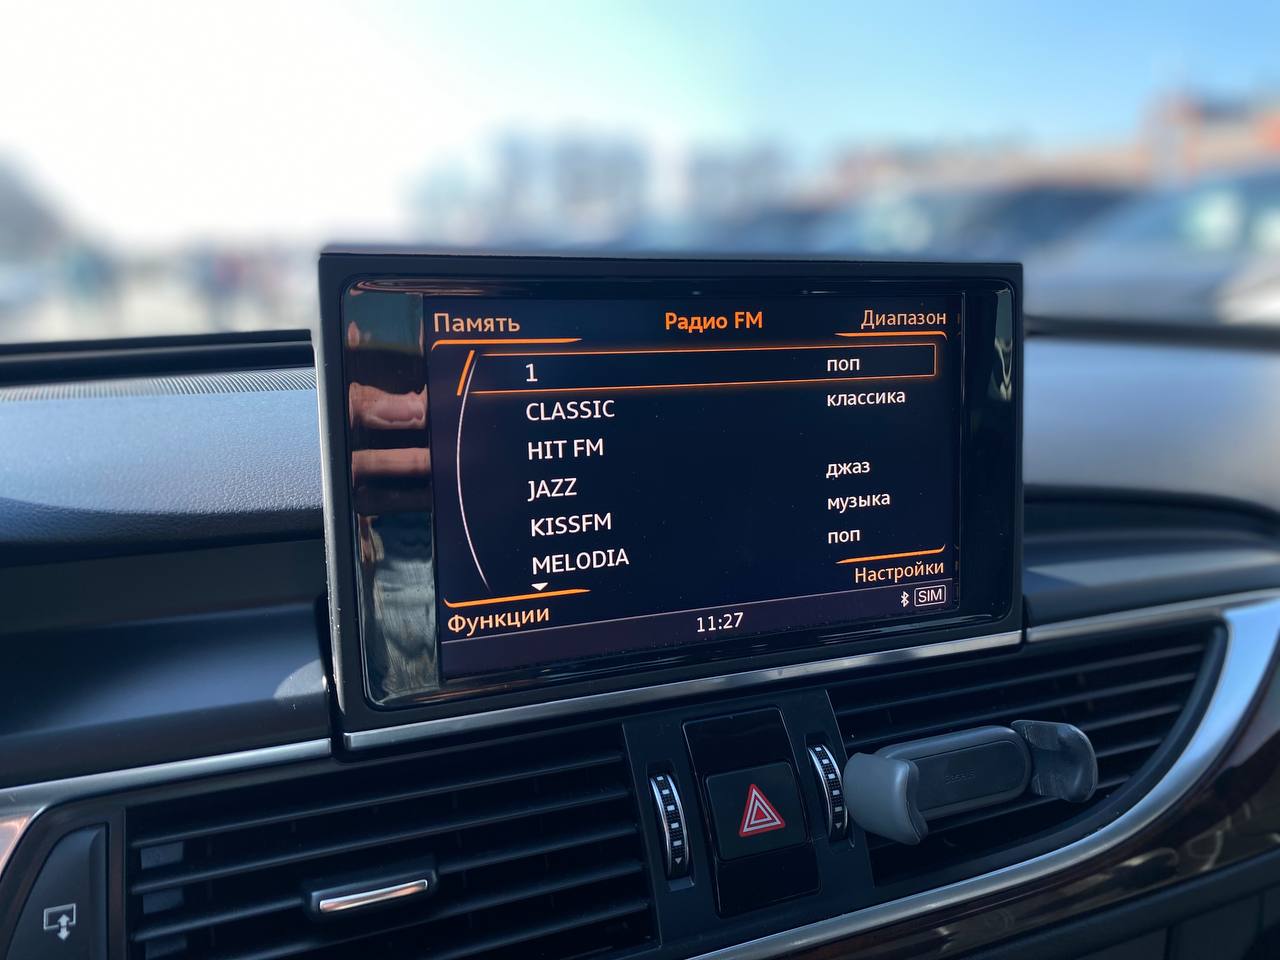 Память Радио FM Диапазон
1 поп
CLASSIC классика
HIT FM
JAZZ джаз
KISSFM музыка
MELODIA поп
Функции Настройки
11:27 SIM